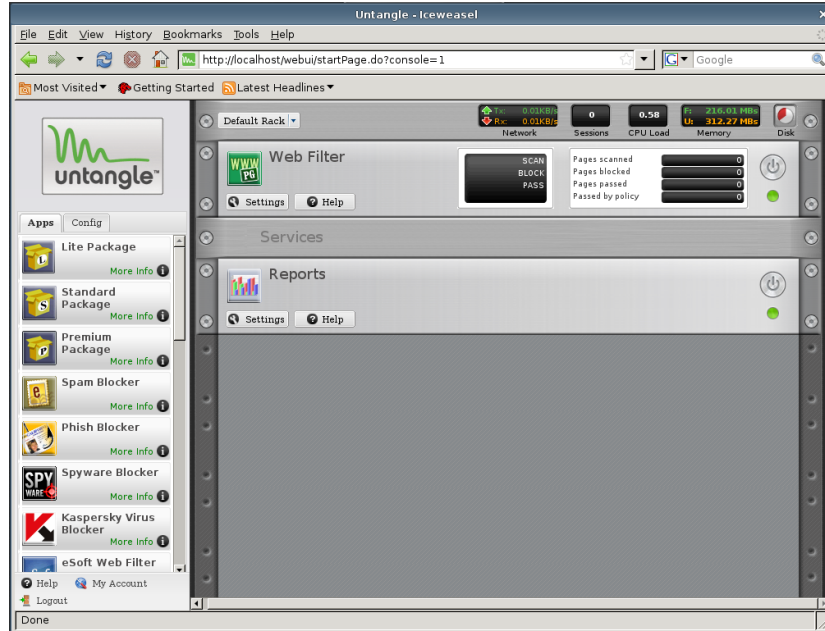 Untangle - Iceweasel
File Edit View History Bookmarks Tools Help
http://localhost/webui/startPage.do?console=1
G Google
Most Visited Getting Started Latest Headlines
untangle
Apps Config
Lite Package
More Info
Standard
Package
More Info
Premium
Package
More Info
Spam Blocker
More Info
Phish Blocker
More Info
SPY
WARE
Spyware Blocker
More Info
Kaspersky Virus
Blocker
More Info
eSoft Web Filter
Help My Account
Logout
Default Rack
Tx: 0.01KB/s
Rx: 0.01KB/s
Network
0
Sessions
0.58
CPU Load
F: 216.01 MBs
U: 312.27 MBs
Memory
Disk
WWW
PG
Web Filter
Settings Help
SCAN
BLOCK
PASS
Pages scanned 0
Pages blocked 0
Pages passed 0
Passed by policy 0
Services
Reports
Settings Help
Done